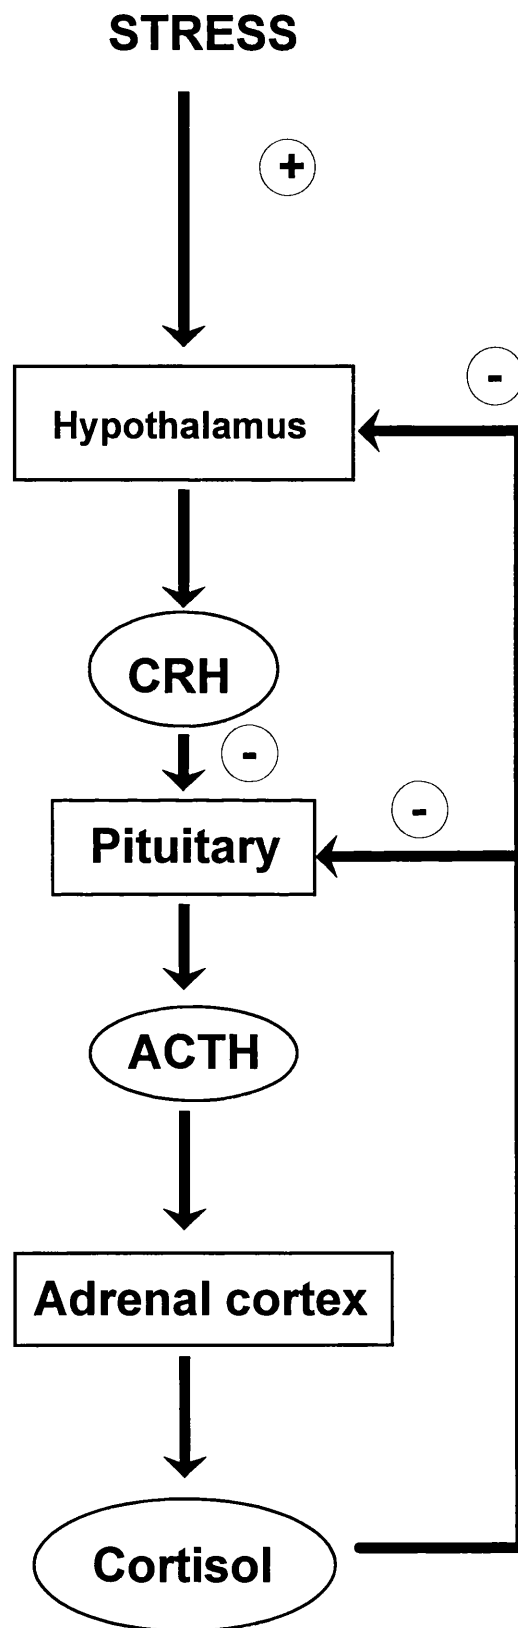 STRESS
+
-
Hypothalamus
CRH
-
-
Pituitary
ACTH
Adrenal cortex
Cortisol